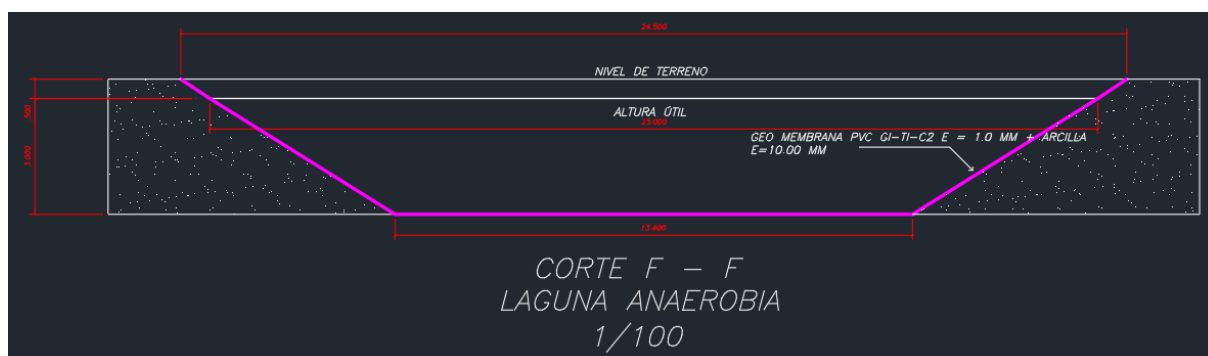 24.500
NIVEL DE TERRENO
.500
ALTURA ÚTIL
23.000
GEO MEMBRANA PVC GI-TI-C2 E = 1.0 MM + ARCILLA
E=10.00 MM
3.000
13.400
CORTE F - F
LAGUNA ANAEROBIA
1/100